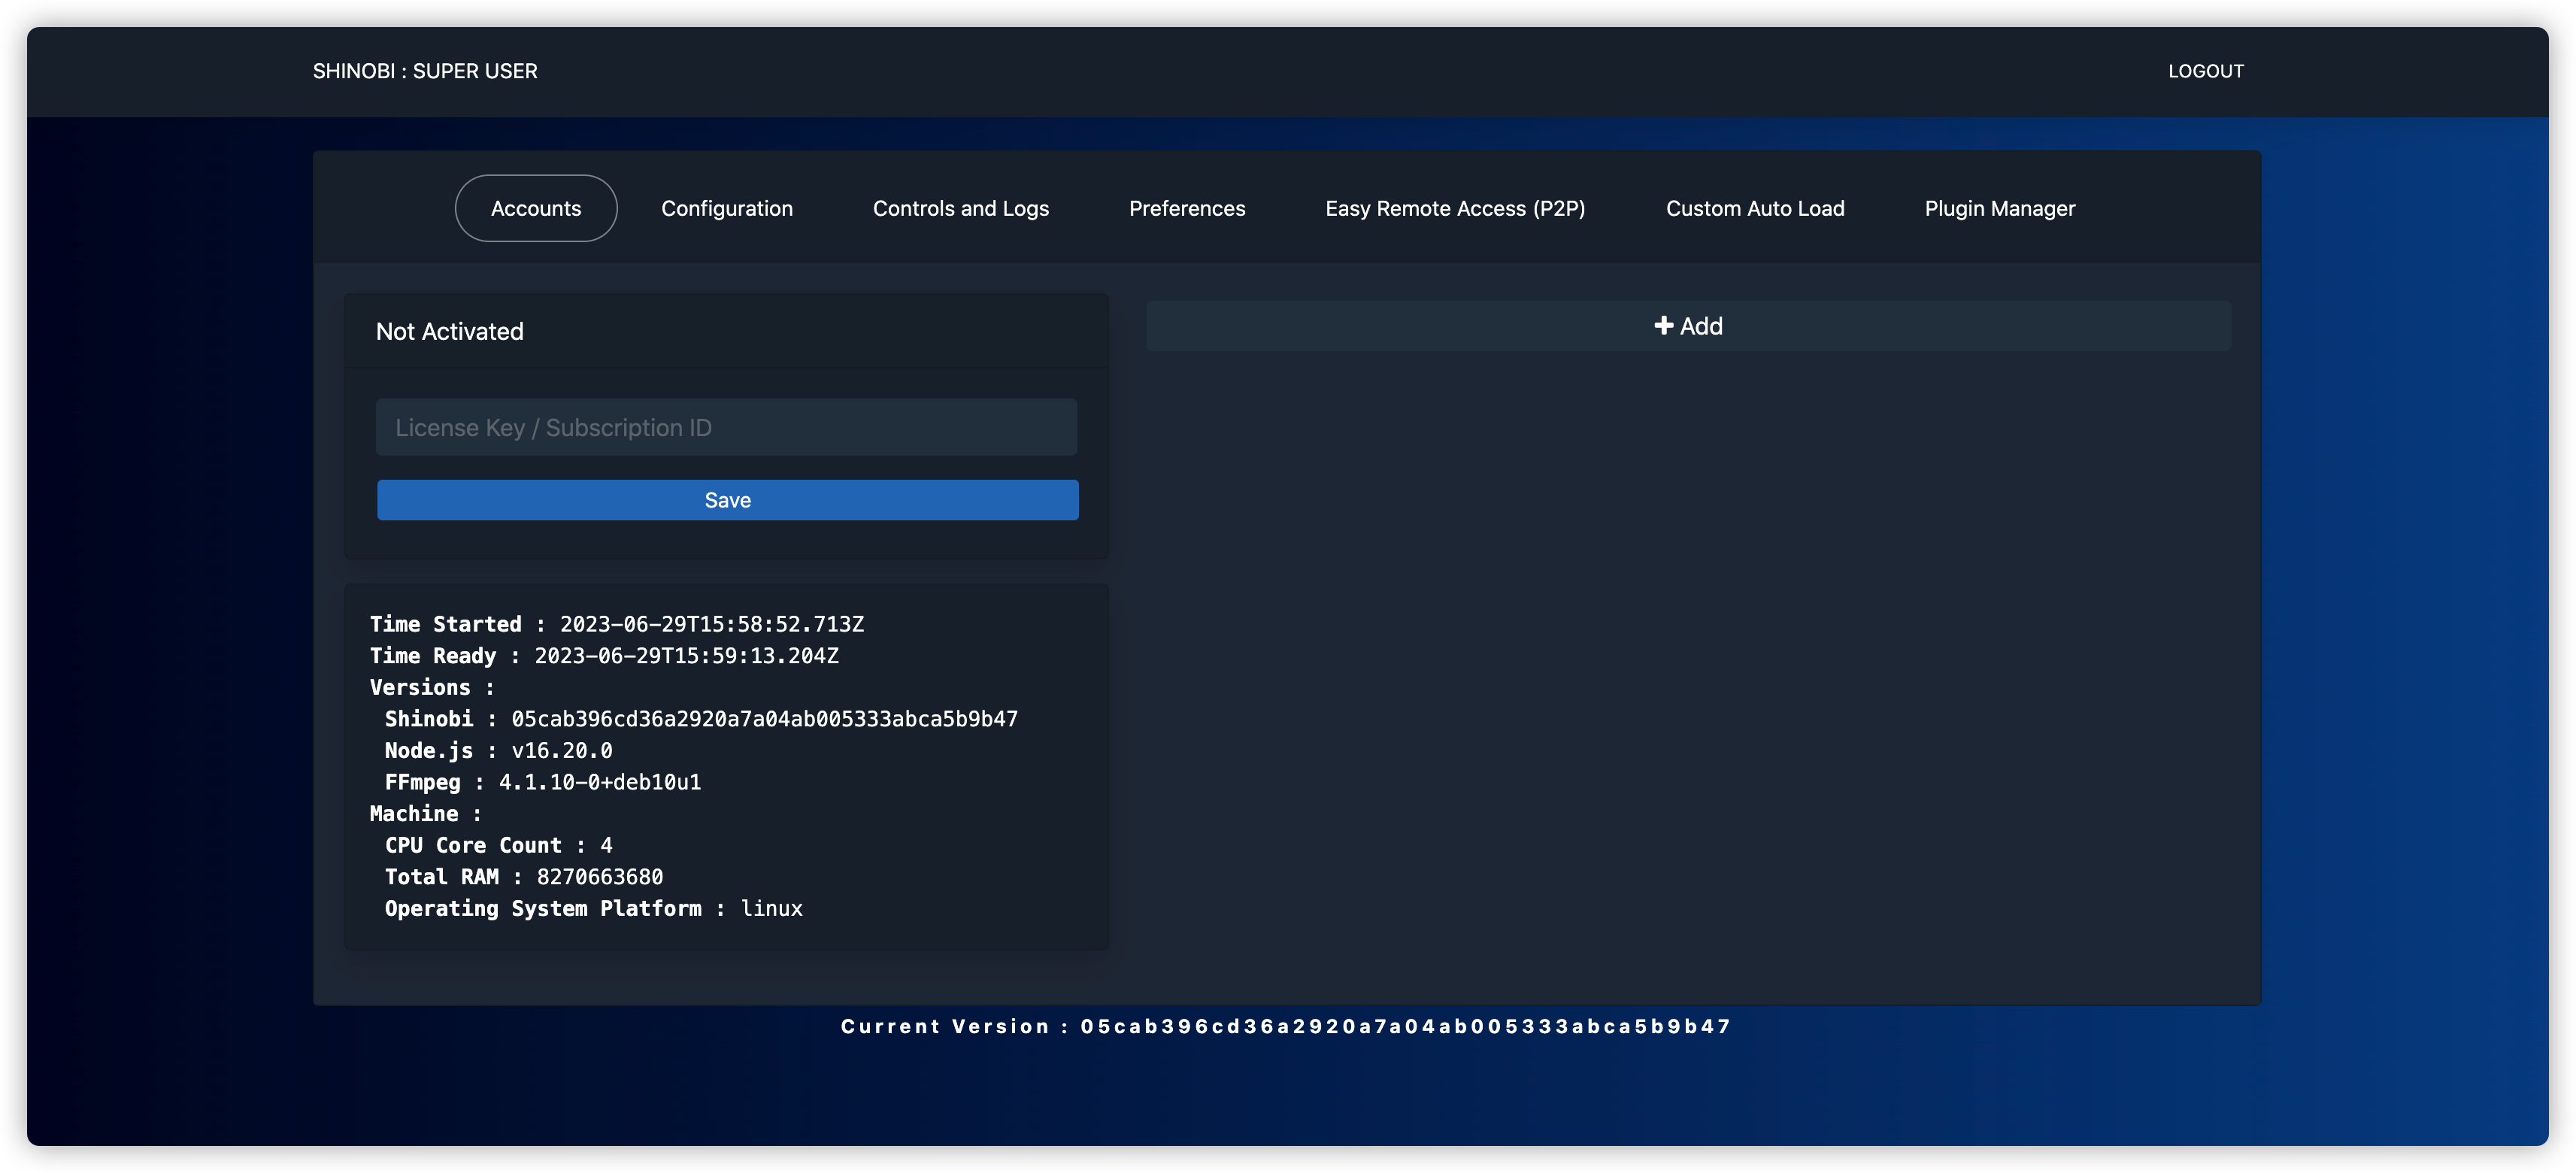 SHINOBI : SUPER USER
LOGOUT
Accounts
Configuration
Controls and Logs
Preferences
Easy Remote Access (P2P)
Custom Auto Load
Plugin Manager
Not Activated
License Key / Subscription ID
Save
Add
Time Started : 2023-06-29T15:58:52.713Z
Time Ready : 2023-06-29T15:59:13.204Z
Versions :
Shinobi : 05cab396cd36a2920a7a04ab005333abca5b9b47
Node.js : v16.20.0
FFmpeg : 4.1.10-0+deb10u1
Machine :
CPU Core Count : 4
Total RAM : 8270663680
Operating System Platform : linux
Current Version : 05cab396cd36a2920a7a04ab005333abca5b9b47